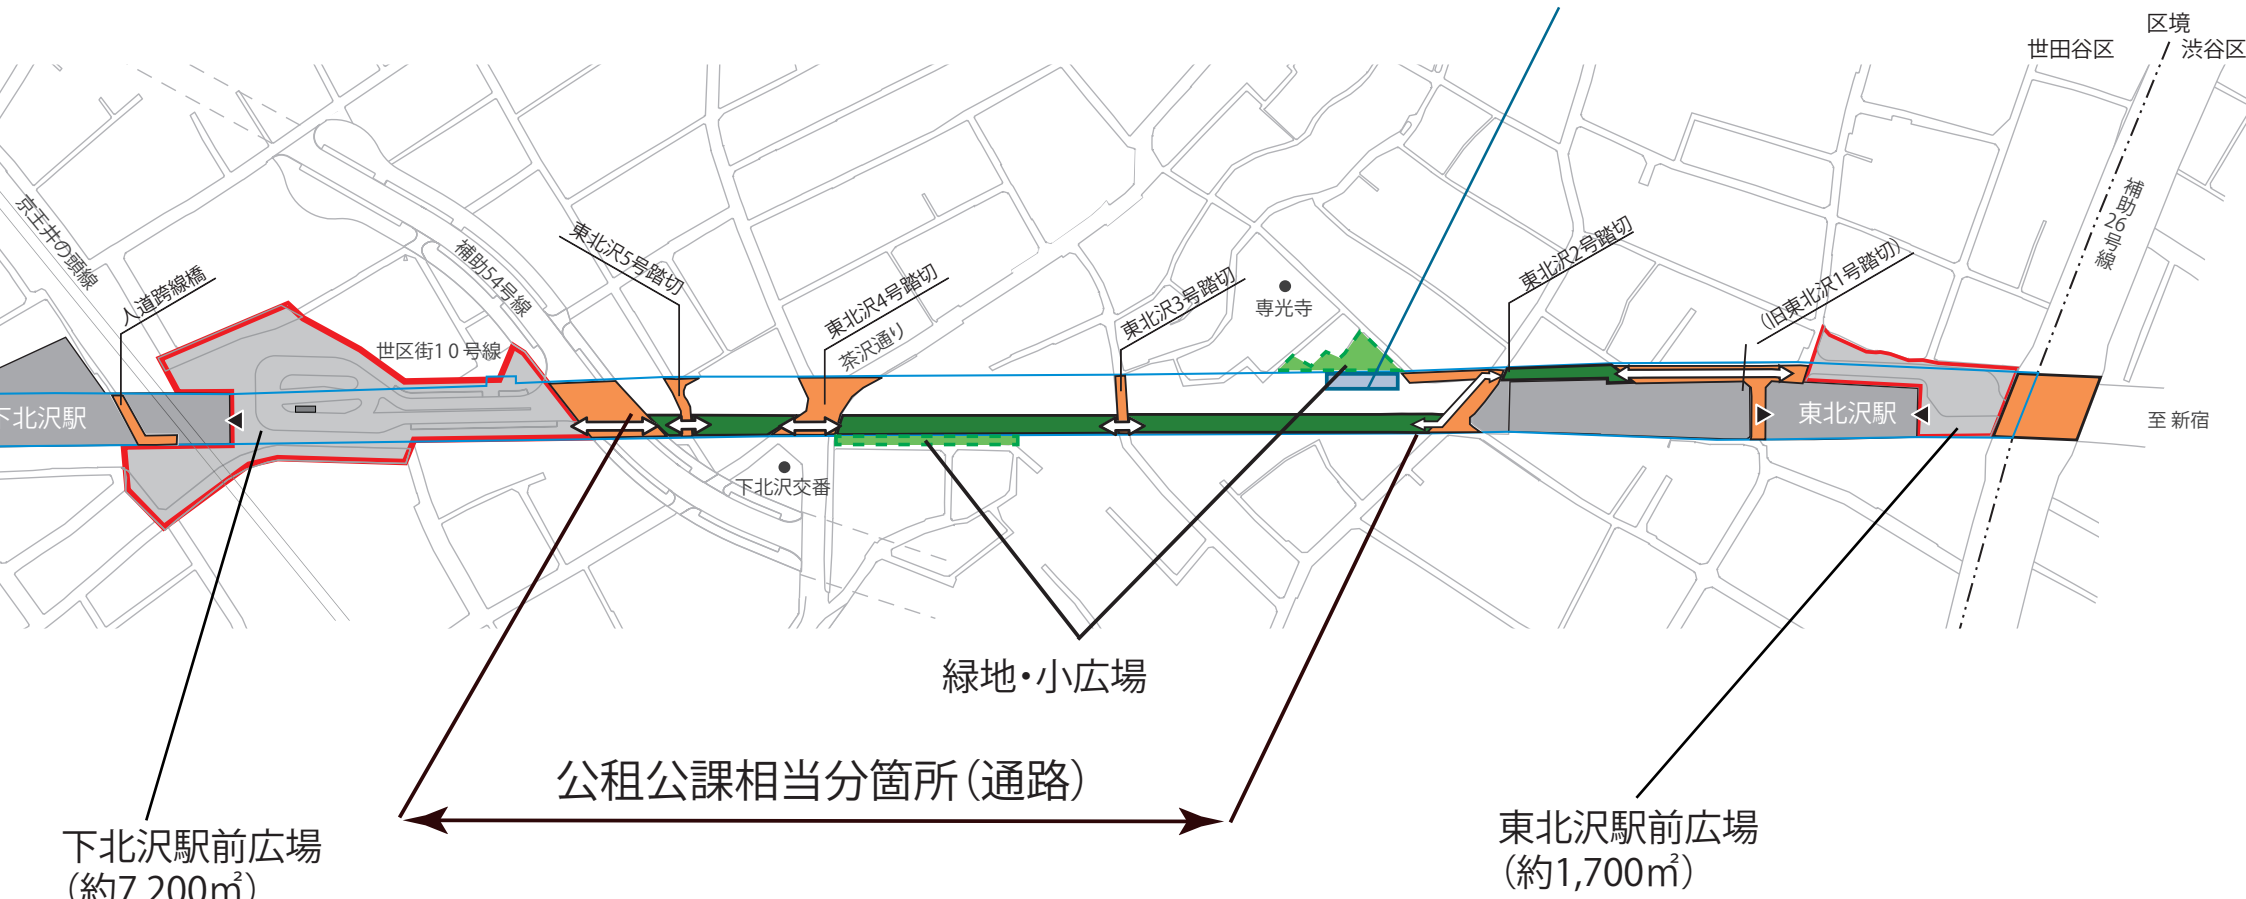 区境
世田谷区
渋谷区
京王井の頭線
人道跨線橋
補助54号線
世区街10号線
東北沢5号踏切
東北沢4号踏切
茶沢通り
東北沢3号踏切
専光寺
東北沢2号踏切
(旧東北沢1号踏切)
補助26号線
下北沢駅
東北沢駅
至 新宿
下北沢交番
緑地・小広場
公租公課相当分箇所(通路)
下北沢駅前広場
(約7,200㎡)
東北沢駅前広場
(約1,700㎡)